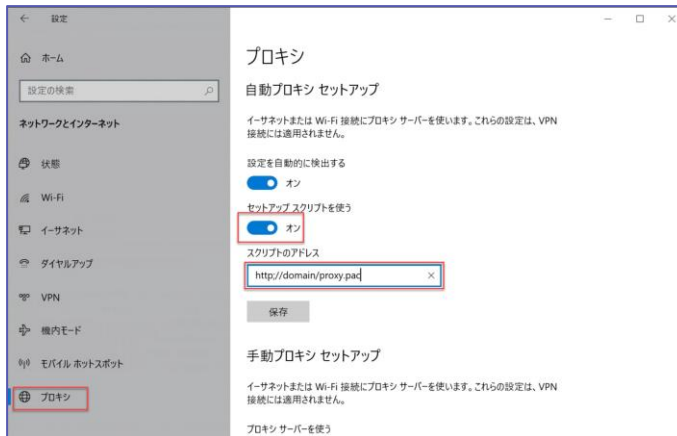 設定
ホーム
設定の検索
ネットワークとインターネット
状態
Wi-Fi
イーサネット
ダイヤルアップ
VPN
機内モード
モバイル ホットスポット
プロキシ
プロキシ
自動プロキシ セットアップ
イーサネットまたは Wi-Fi 接続にプロキシ サーバーを使います。これらの設定は、VPN
接続には適用されません。
設定を自動的に検出する
オン
セットアップ スクリプトを使う
オン
スクリプトのアドレス
http://domain/proxy.pac
保存
手動プロキシ セットアップ
イーサネットまたは Wi-Fi 接続にプロキシ サーバーを使います。これらの設定は、VPN
接続には適用されません。
プロキシ サーバーを使う